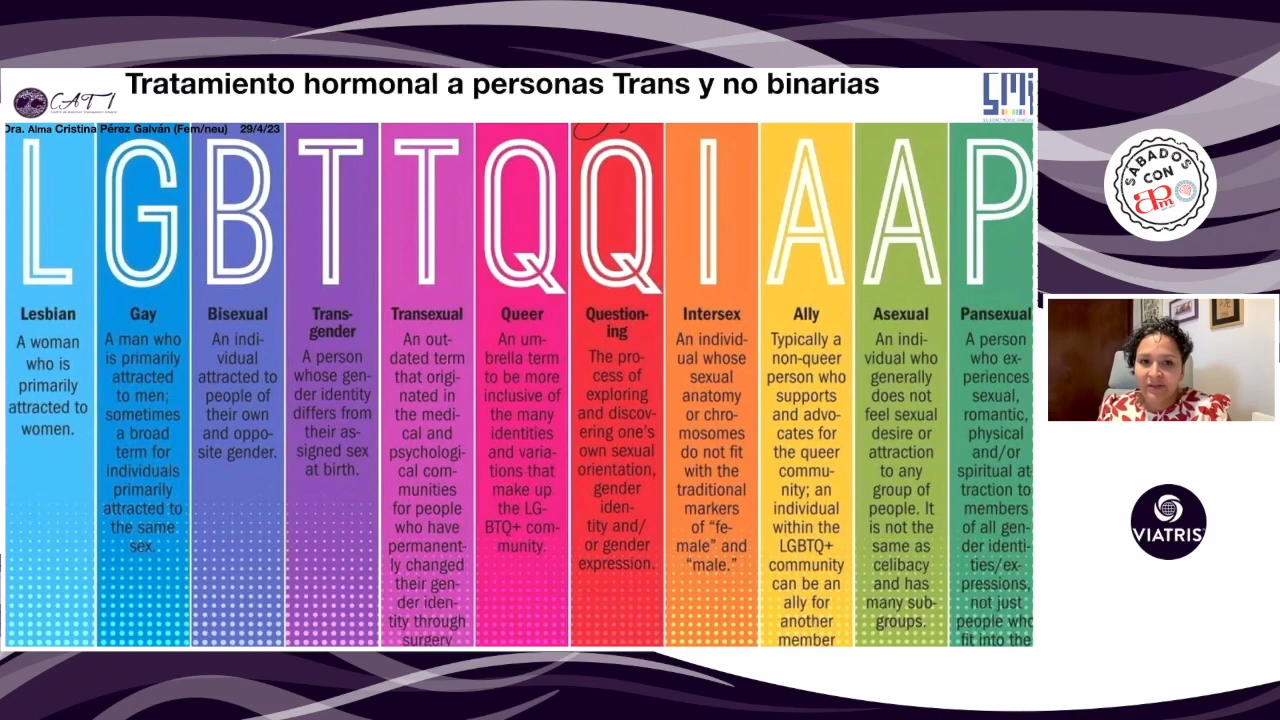 Tratamiento hormonal a personas Trans y no binarias
CATI
SMi
Dra. Alma Cristina Pérez Galván (Fem/neu) 29/4/23
L
Lesbian
A woman
who is
primarily
attracted to
women.
G
Gay
A man who
is primarily
attracted
to men;
sometimes
a broad
term for
individuals
primarily
attracted to
the same
sex.
B
Bisexual
An indi-
vidual
attracted to
people of
their own
and oppo-
site gender.
T
Trans-
gender
A person
whose gen-
der identity
differs from
their as-
signed sex
at birth.
T
Transexual
An out-
dated term
that origi-
nated in
the medi-
cal and
psychologi-
cal com-
munities
for people
who have
permanent-
ly changed
their gen-
der iden-
tity through
surgery
Q
Queer
An um-
brella term
to be more
inclusive of
the many
identities
and varia-
tions that
make up
the LG-
BTQ+ com-
munity.
Q
Question-
ing
The pro-
cess of
exploring
and discov-
ering one's
own sexual
orientation,
gender
iden-
tity and/
or gender
expression.
I
Intersex
An individ-
ual whose
sexual
anatomy
or chro-
mosomes
do not fit
with the
traditional
markers
of “fe-
male” and
“male.”
A
Ally
Typically a
non-queer
person who
supports
and advo-
cates for
the queer
commu-
nity; an
individual
within the
LGBTQ+
community
can be an
ally for
another
member
A
Asexual
An indi-
vidual who
generally
does not
feel sexual
desire or
attraction
to any
group of
people. It
is not the
same as
celibacy
and has
many sub-
groups.
P
Pansexual
A person
who ex-
periences
sexual,
romantic,
physical
and/or
spiritual at-
traction to
members
of all gen-
der identi-
ties/ex-
pressions,
not just
people who
fit into the
SABADOS
CON
apm
VIATRIS